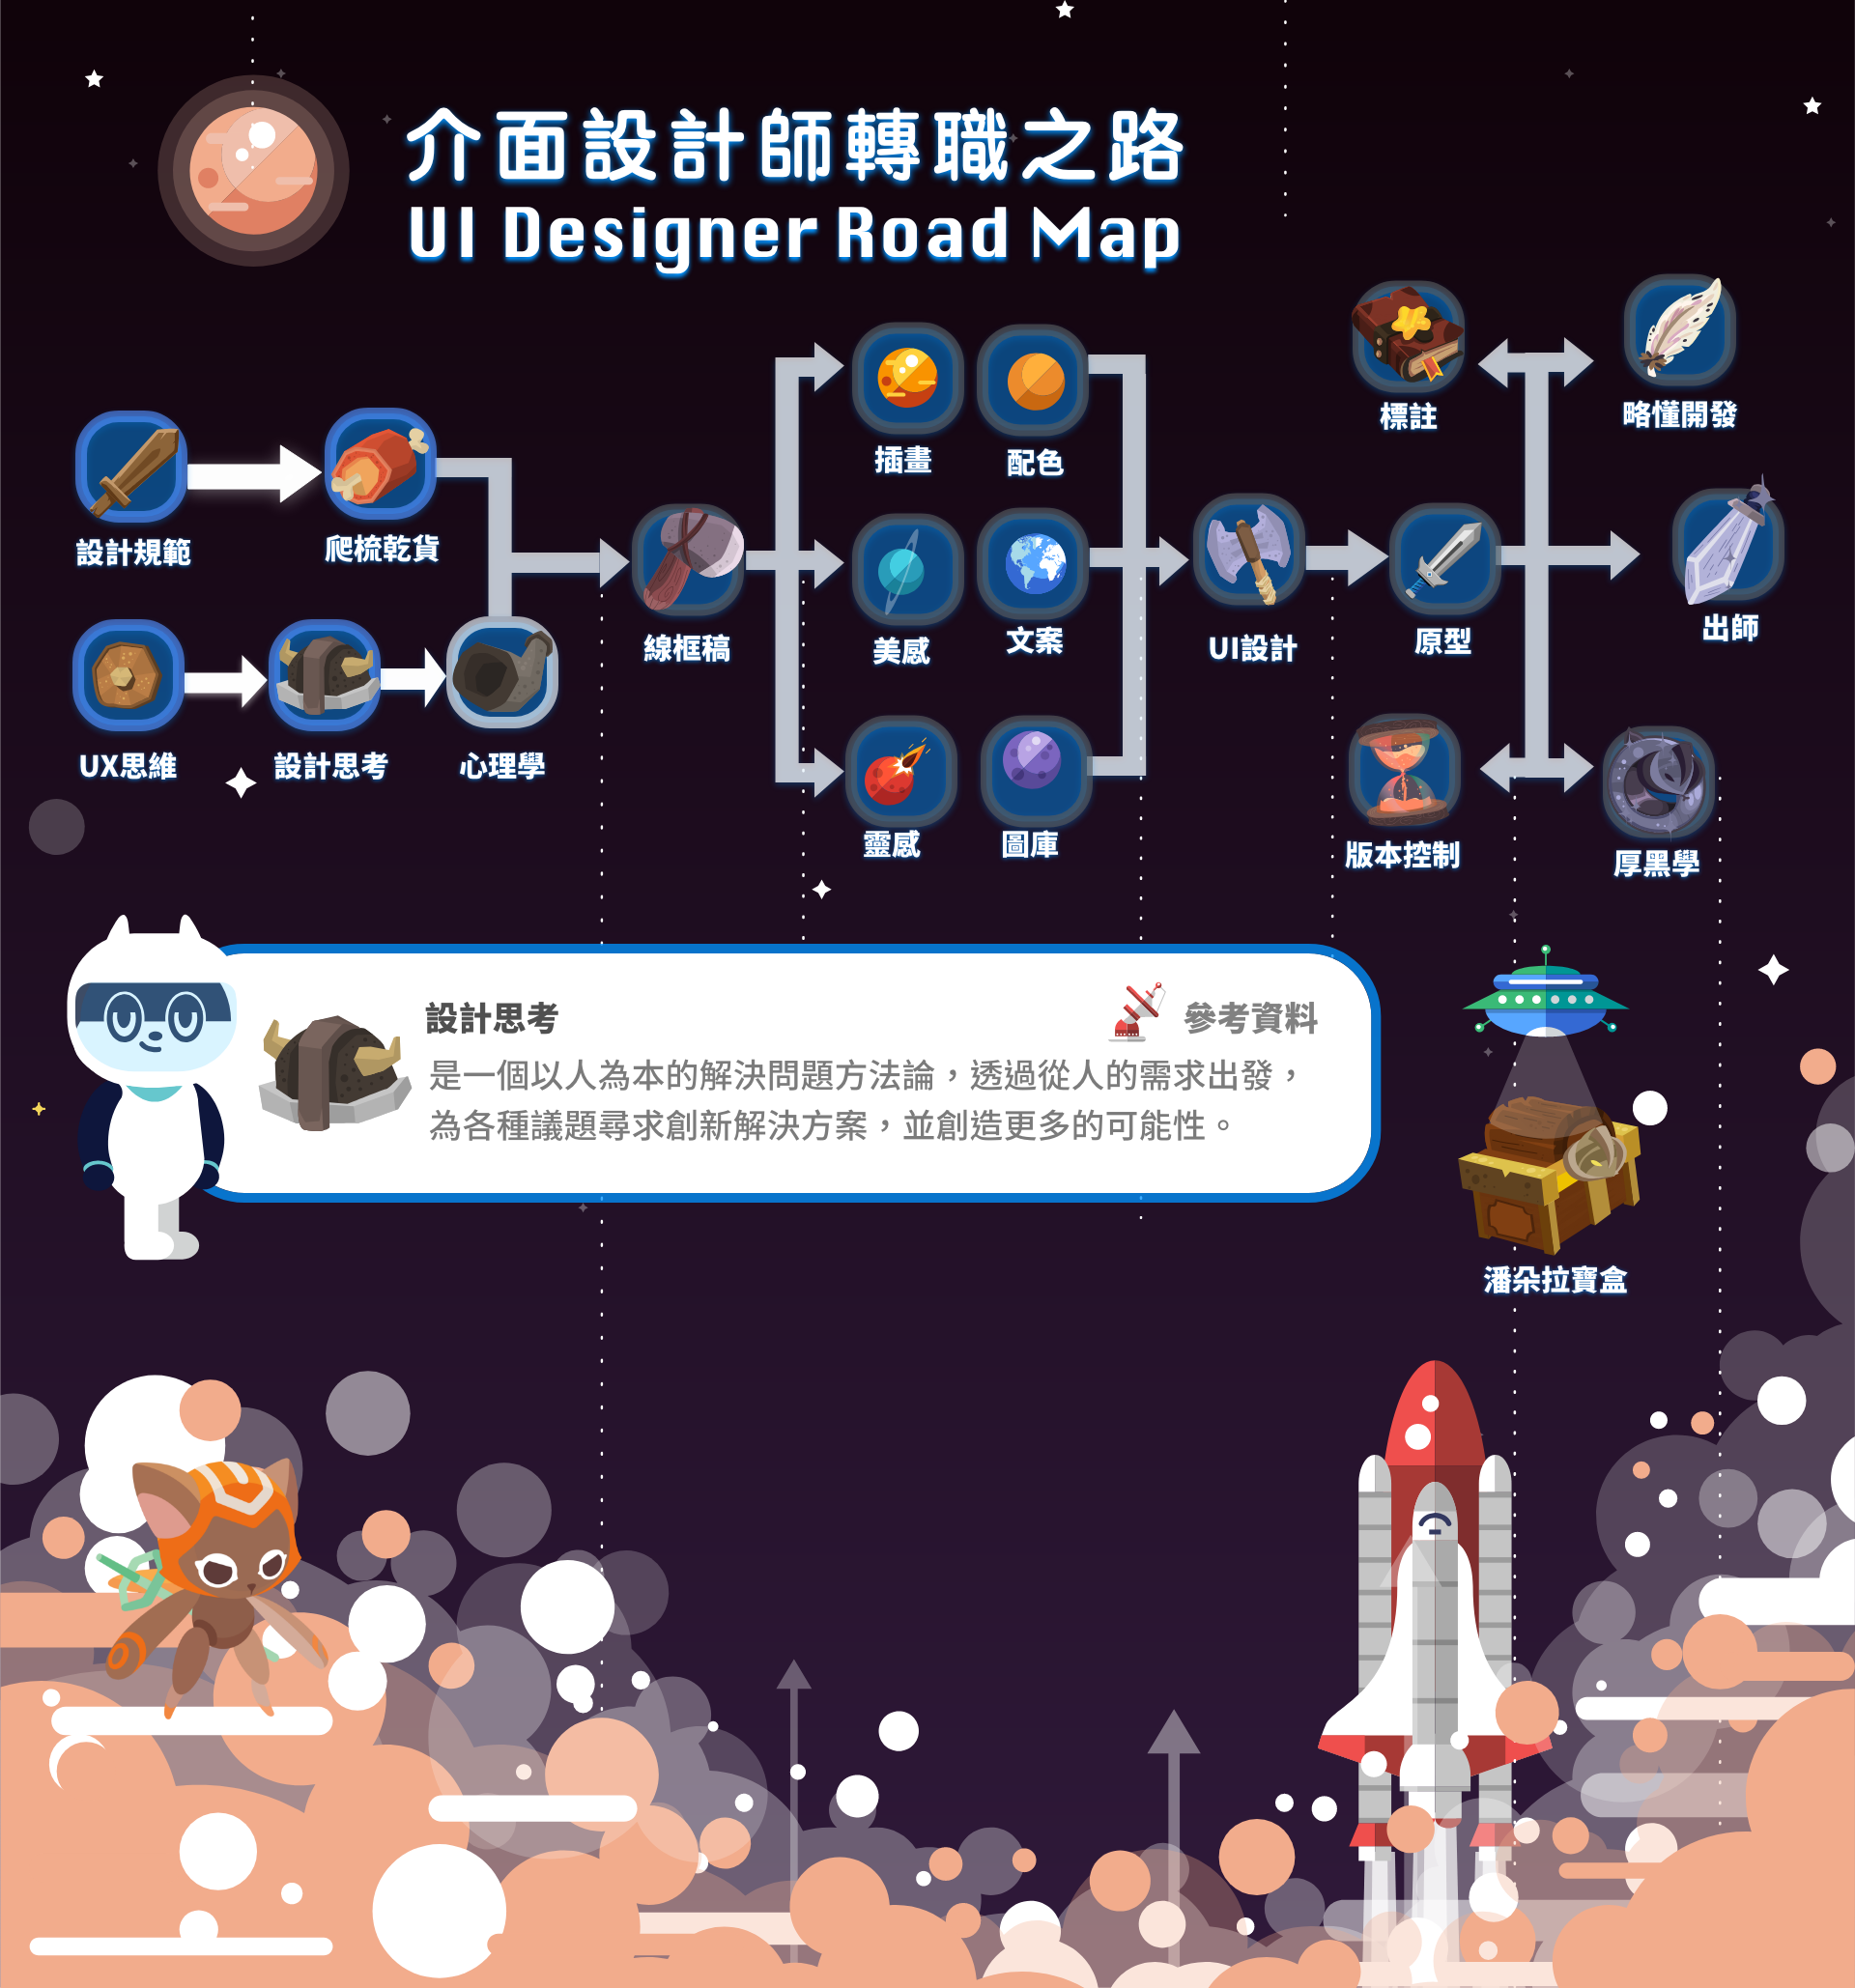 介面設計師轉職之路
UI Designer Road Map
標註
略懂開發
插畫
配色
設計規範
爬梳乾貨
線框稿
美感
文案
UI設計
原型
出師
UX思維
設計思考
心理學
靈感
圖庫
版本控制
厚黑學
設計思考
參考資料
是一個以人為本的解決問題方法論，透過從人的需求出發，
為各種議題尋求創新解決方案，並創造更多的可能性。
潘朵拉寶盒